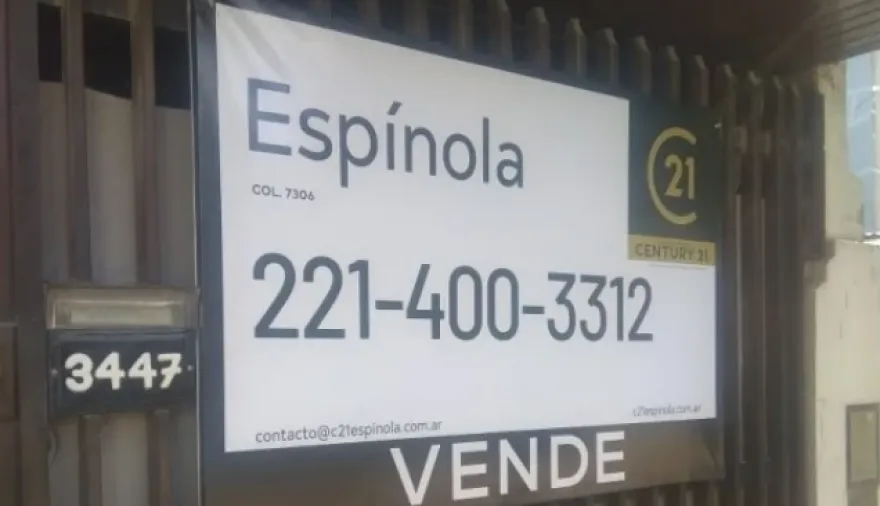 Espínola
COL. 7306
C21
CENTURY 21
221-400-3312
3447
contacto@c21espinola.com.ar
c21espinola.com.ar
VENDE